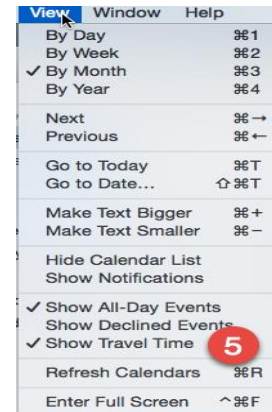 View Window Help
By Day ⌘1
By Week ⌘2
✓ By Month ⌘3
By Year ⌘4
Next ⌘→
Previous ⌘←
Go to Today ⌘T
Go to Date... ⇧⌘T
Make Text Bigger ⌘+
Make Text Smaller ⌘−
Hide Calendar List
Show Notifications
✓ Show All-Day Events
Show Declined Events
✓ Show Travel Time 5
Refresh Calendars ⌘R
Enter Full Screen ^⌘F